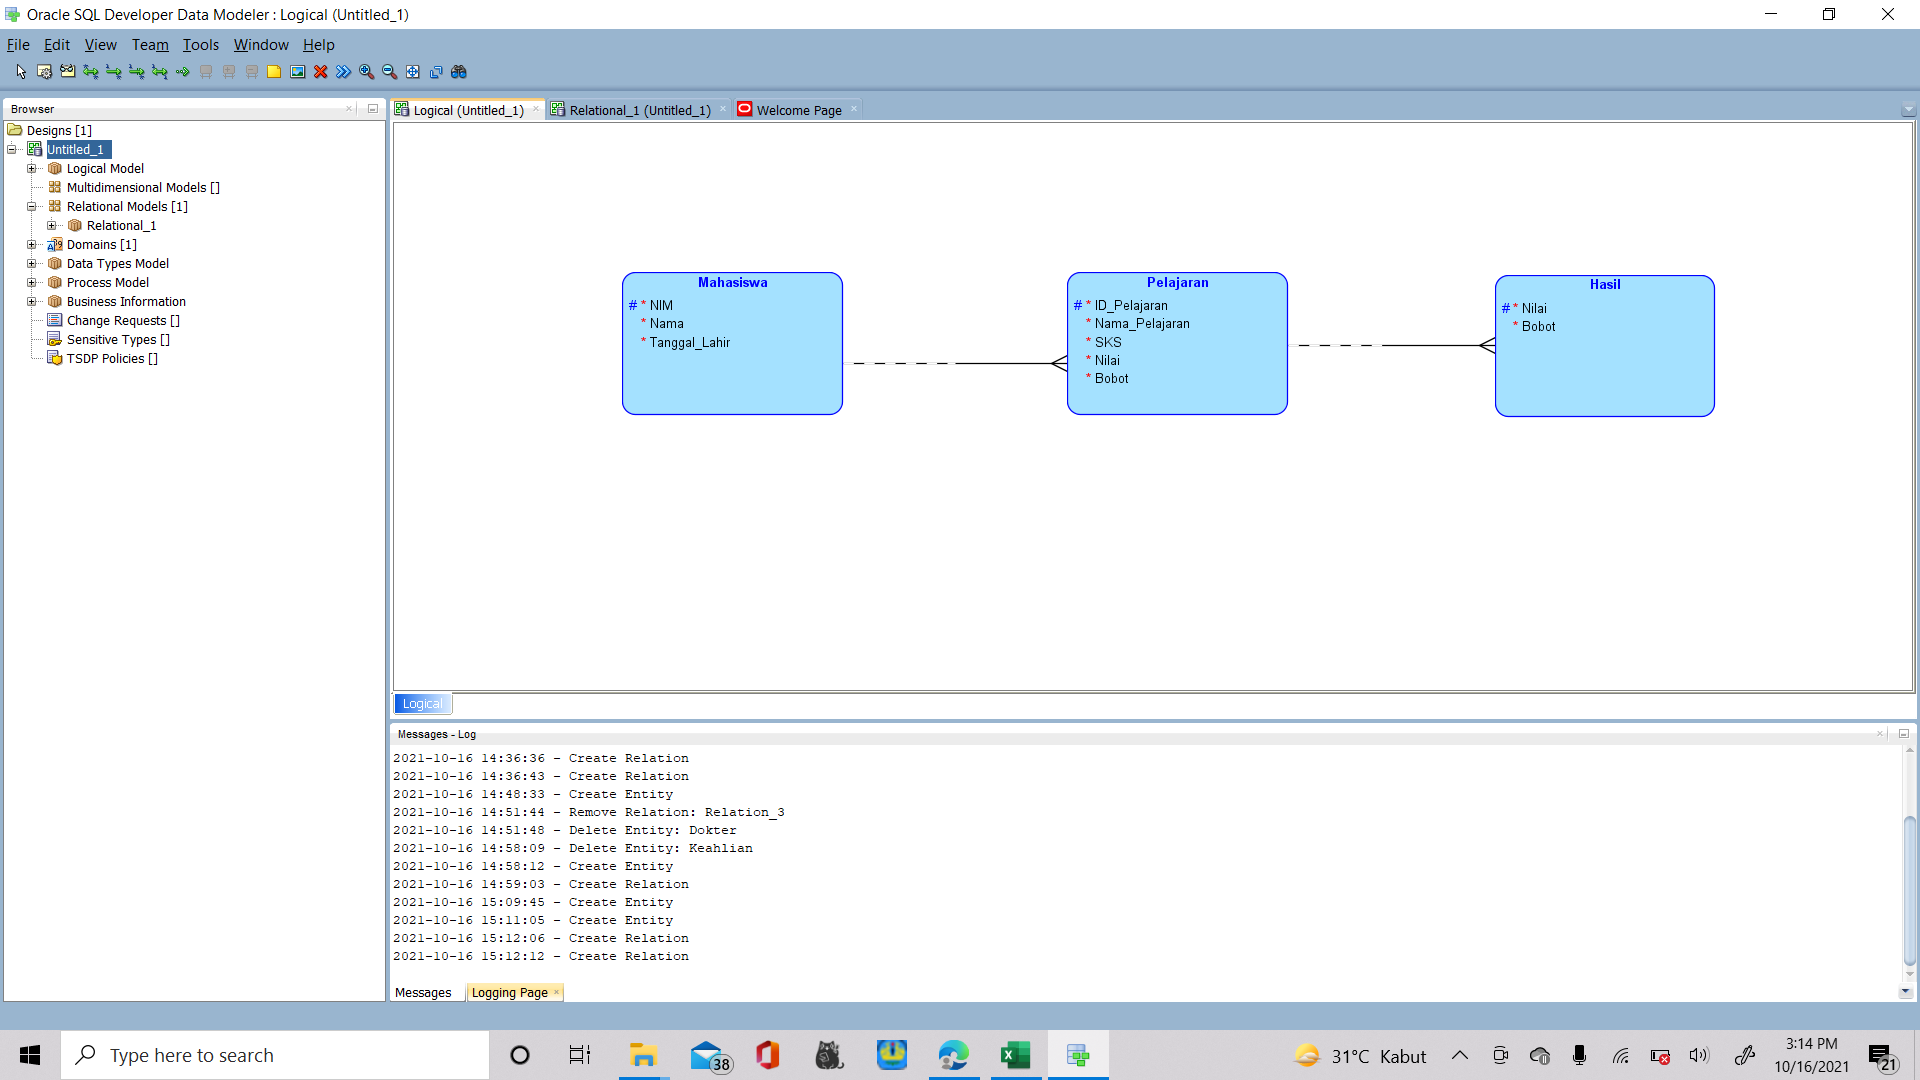 Oracle SQL Developer Data Modeler : Logical (Untitled_1)
File Edit View Team Tools Window Help
Browser
Designs [1]
Untitled_1
Logical Model
Multidimensional Models []
Relational Models [1]
Relational_1
Domains [1]
Data Types Model
Process Model
Business Information
Change Requests []
Sensitive Types []
TSDP Policies []
Logical (Untitled_1) Relational_1 (Untitled_1) Welcome Page
Mahasiswa
# * NIM
* Nama
* Tanggal_Lahir
Pelajaran
# * ID_Pelajaran
* Nama_Pelajaran
* SKS
* Nilai
* Bobot
Hasil
# * Nilai
* Bobot
Logical
Messages - Log
2021-10-16 14:36:36 - Create Relation
2021-10-16 14:36:43 - Create Relation
2021-10-16 14:48:33 - Create Entity
2021-10-16 14:51:44 - Remove Relation: Relation_3
2021-10-16 14:51:48 - Delete Entity: Dokter
2021-10-16 14:58:09 - Delete Entity: Keahlian
2021-10-16 14:58:12 - Create Entity
2021-10-16 14:59:03 - Create Relation
2021-10-16 15:09:45 - Create Entity
2021-10-16 15:11:05 - Create Entity
2021-10-16 15:12:06 - Create Relation
2021-10-16 15:12:12 - Create Relation
Messages Logging Page
Type here to search
38
31°C Kabut
3:14 PM
10/16/2021
21